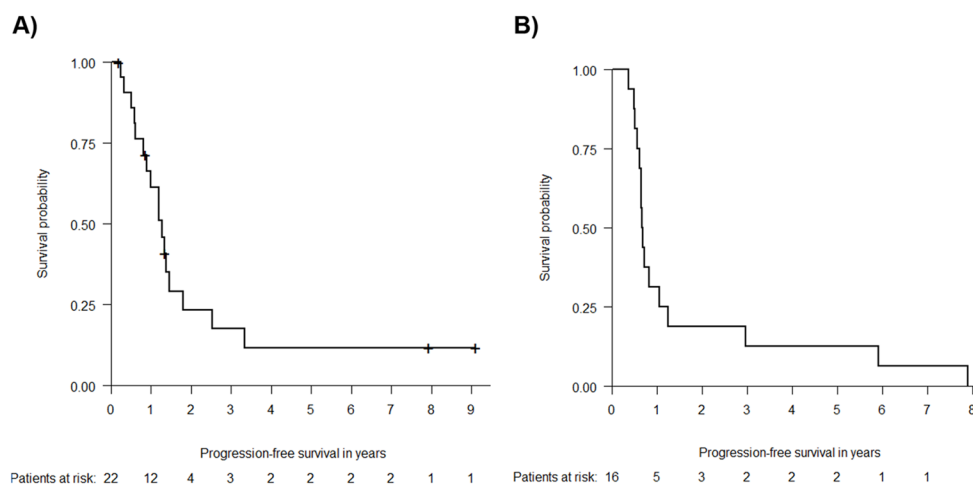 A)
1.00
0.75
0.50
0.25
0.00
Survival probability
0 1 2 3 4 5 6 7 8 9
Progression-free survival in years
Patients at risk: 22 12 4 3 2 2 2 2 1 1
B)
1.00
0.75
0.50
0.25
0.00
Survival probability
0 1 2 3 4 5 6 7 8
Progression-free survival in years
Patients at risk: 16 5 3 2 2 2 1 1